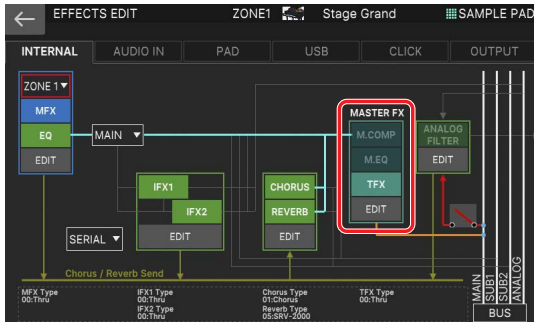 EFFECTS EDIT ZONE1 Stage Grand SAMPLE PAD
INTERNAL AUDIO IN PAD USB CLICK OUTPUT
ZONE 1▼
MFX
EQ
EDIT
MAIN ▼
MASTER FX
M.COMP
M.EQ
TFX
EDIT
ANALOG
FILTER
EDIT
IFX1
IFX2
EDIT
CHORUS
REVERB
EDIT
SERIAL ▼
Chorus / Reverb Send
MFX Type
00:Thru
IFX1 Type
00:Thru
IFX2 Type
00:Thru
Chorus Type
01:Chorus
Reverb Type
05:SRV-2000
TFX Type
00:Thru
MAIN
SUB1
SUB2
ANALOG
BUS